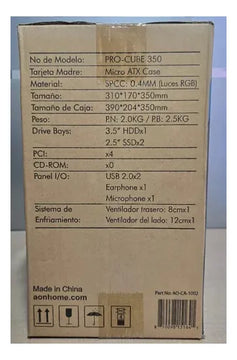 No de Modelo: PRO-CUBE 350
Tarjeta Madre: Micro ATX Case
Material: SPCC: 0.4MM (Luces RGB)
Tamaño: 310*170*350mm
Tamaño de Caja: 390*204*350mm
Peso: P.N: 2.0KG / P.B: 2.5KG
Drive Bays: 3.5" HDDx1
2.5" SSDx2
PCI: x4
CD-ROM: x0
Panel I/O: USB 2.0x2
Earphone x1
Microphone x1
Sistema de Ventilador trasero: 8cmx1
Enfriamiento: Ventilador del lado: 12cmx1
Made in China
aonhome.com